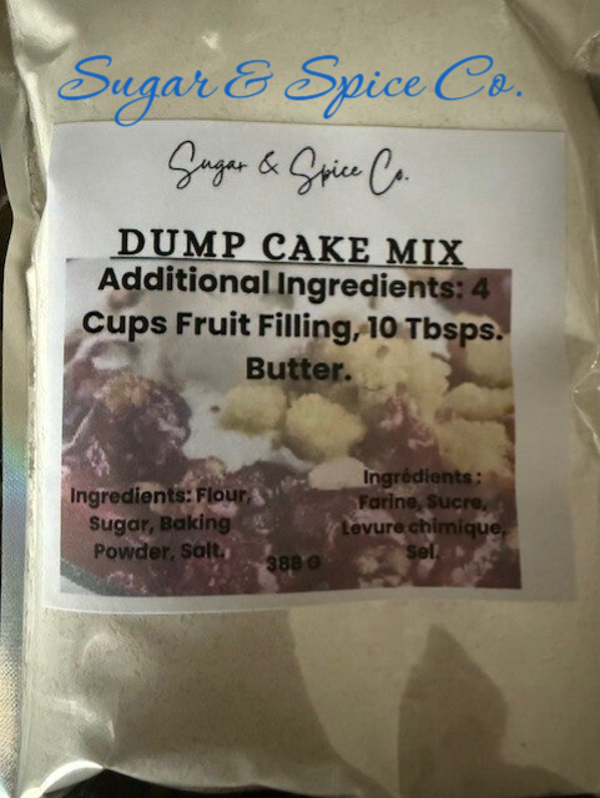 Sugar & Spice Co.
Sugar & Spice Co.
DUMP CAKE MIX
Additional Ingredients: 4
Cups Fruit Filling, 10 Tbsps.
Butter.
Ingredients: Flour,
Sugar, Baking
Powder, Salt.
388 G
Ingrédients :
Farine, Sucre,
Levure chimique,
Sel.